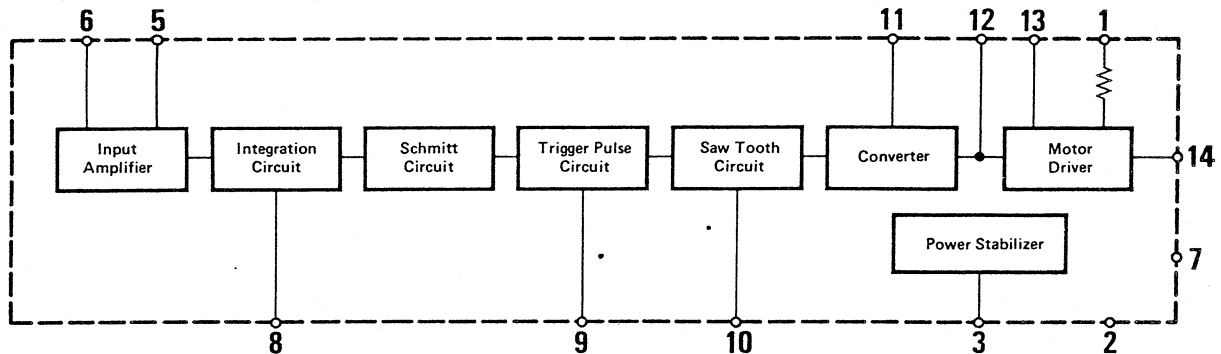 6 5 11 12 13 1
Input Amplifier
Integration Circuit
Schmitt Circuit
Trigger Pulse Circuit
Saw Tooth Circuit
Converter
Motor Driver
14
Power Stabilizer
7
8 9 10 3 2